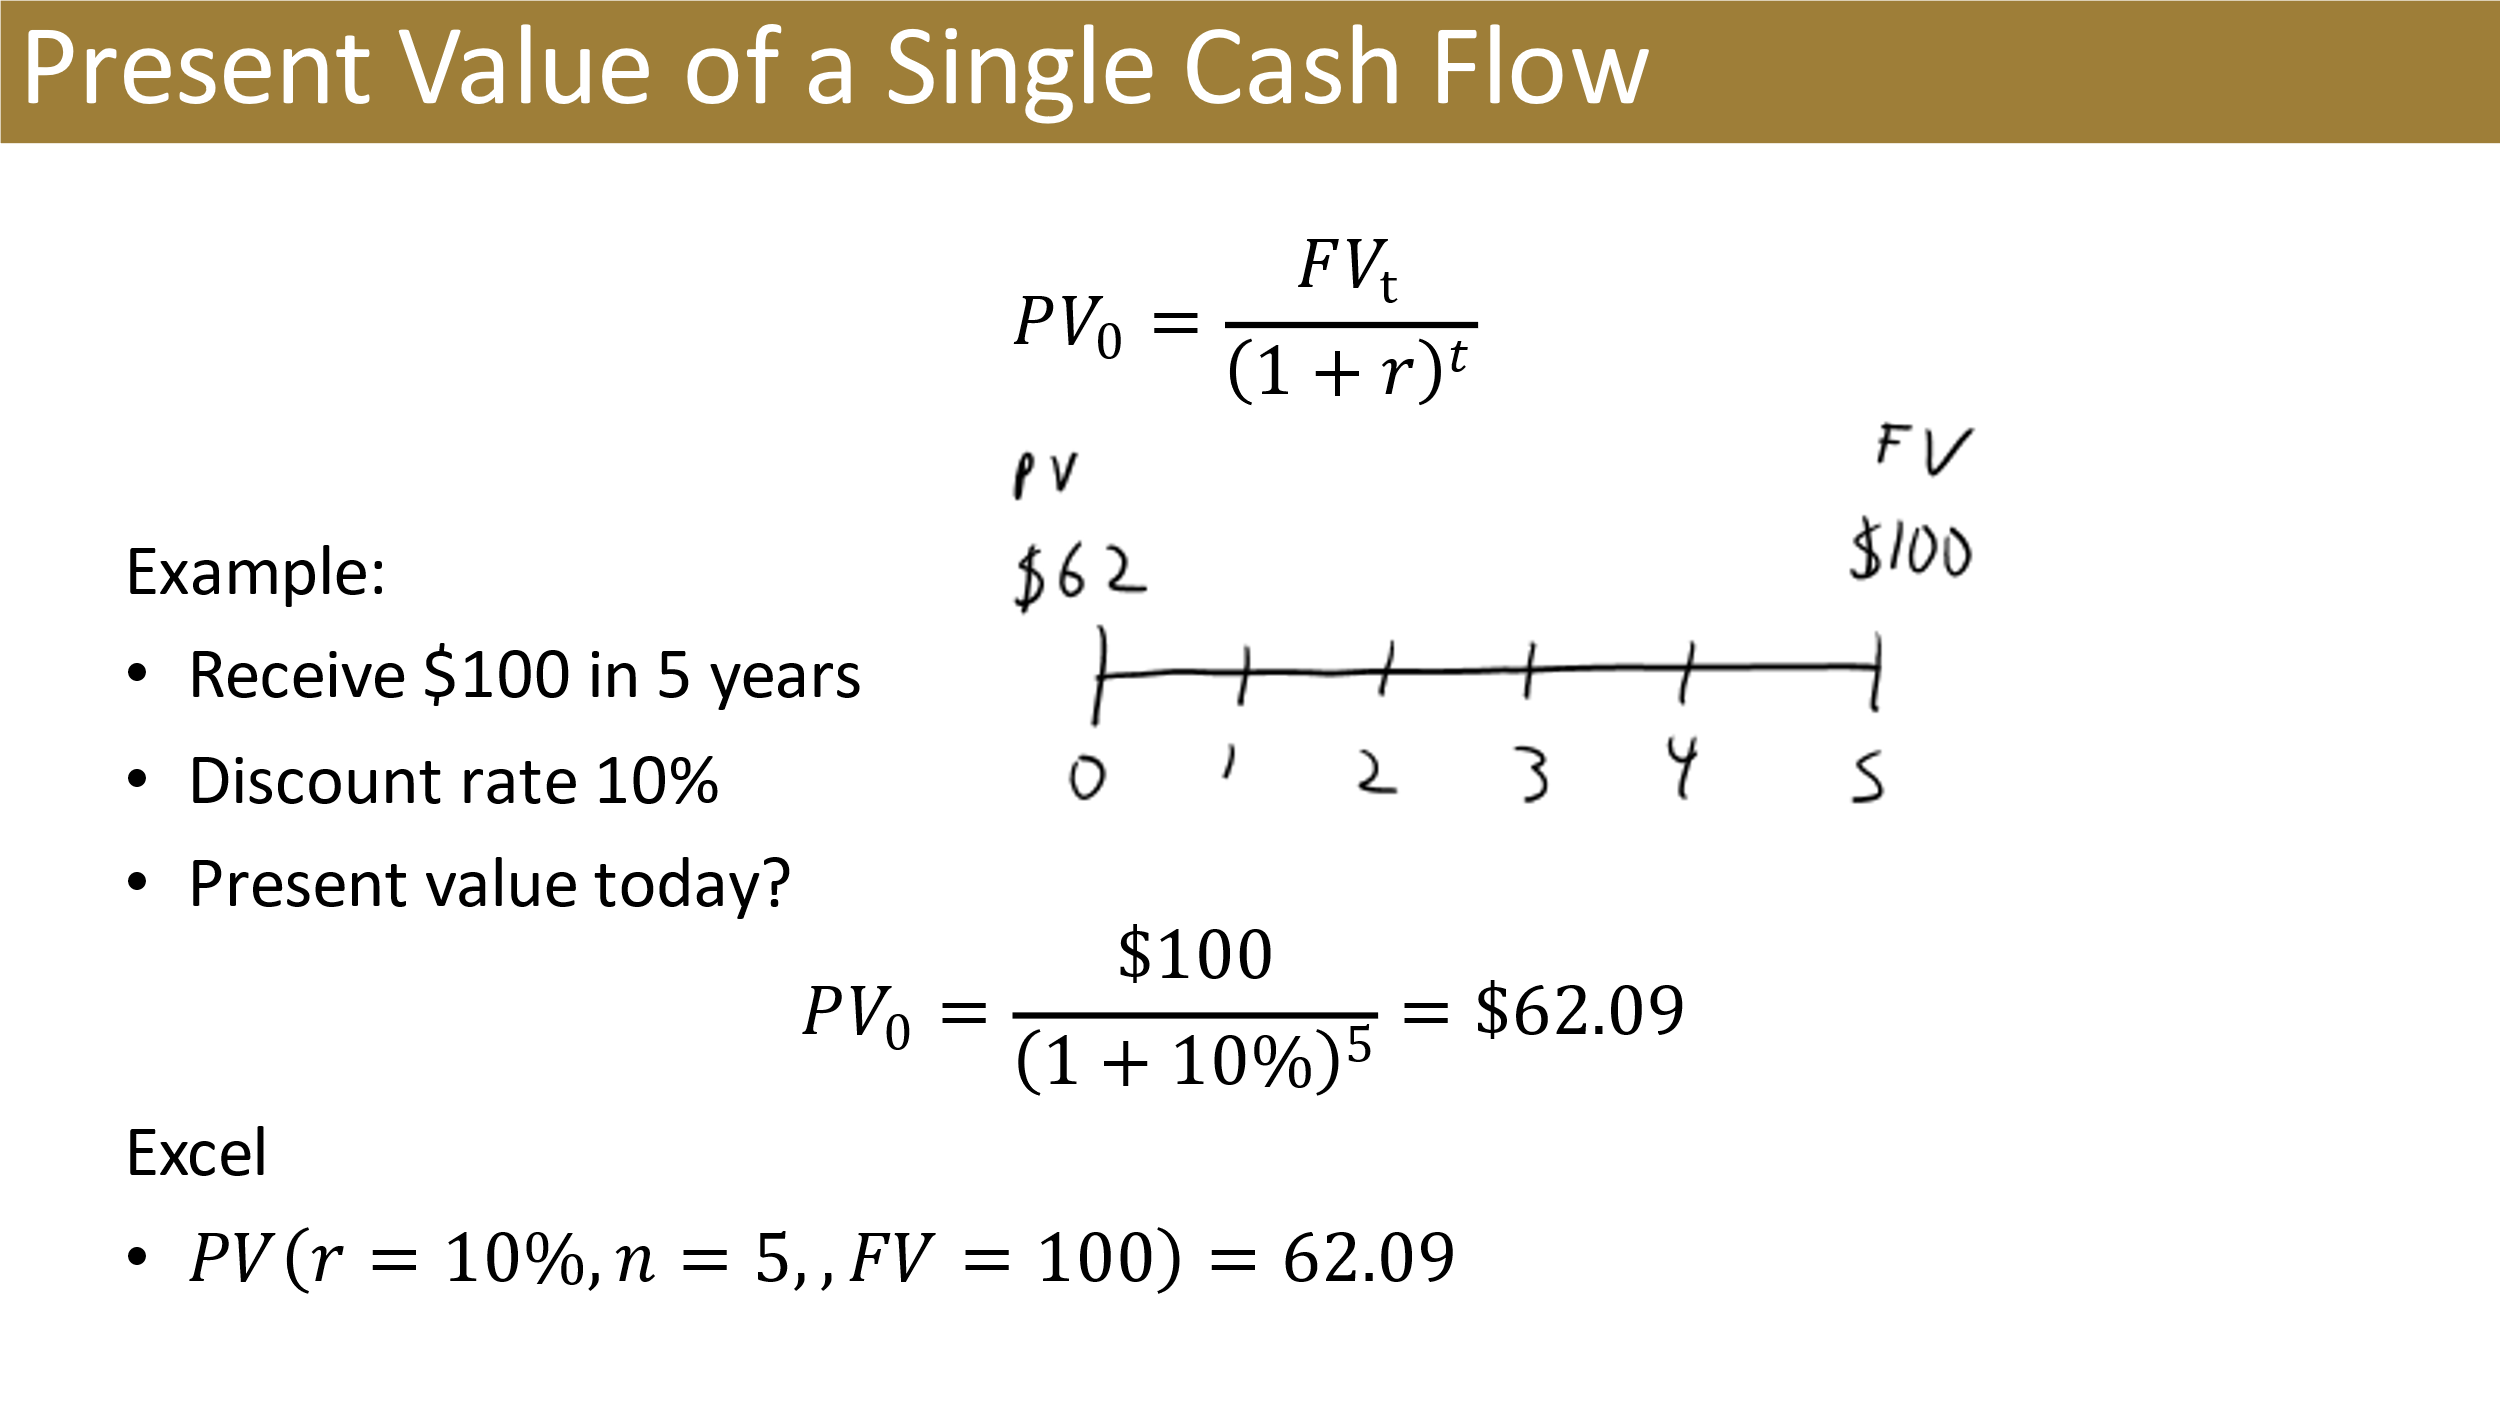 Present Value of a Single Cash Flow
PV₀ = FVₜ / (1 + r)ᵗ
PV
FV
$62
$100
0 1 2 3 4 5
Example:
• Receive $100 in 5 years
• Discount rate 10%
• Present value today?
PV₀ = $100 / (1 + 10%)⁵ = $62.09
Excel
• PV(r = 10%, n = 5, , FV = 100) = 62.09